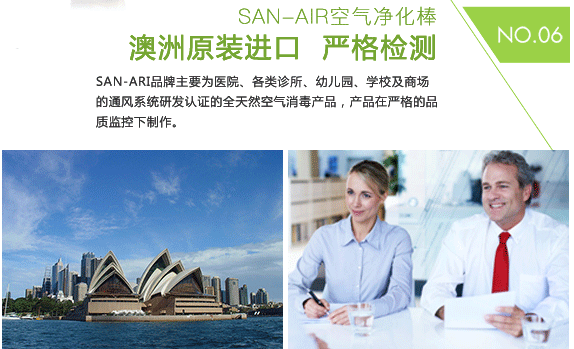 SAN-AIR空气净化棒
NO.06
澳洲原装进口 严格检测
SAN-ARI品牌主要为医院、各类诊所、幼儿园、学校及商场
的通风系统研发认证的全天然空气消毒产品，产品在严格的品
质监控下制作。